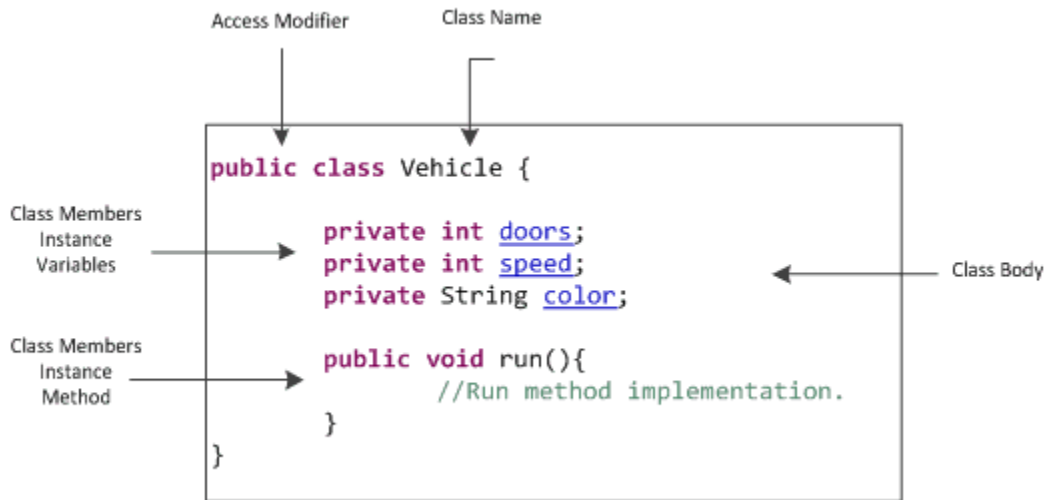 Access Modifier
Class Name
public class Vehicle {
Class Members
Instance
Variables
private int doors;
private int speed;
private String color;
Class Body
Class Members
Instance
Method
public void run(){
//Run method implementation.
}
}